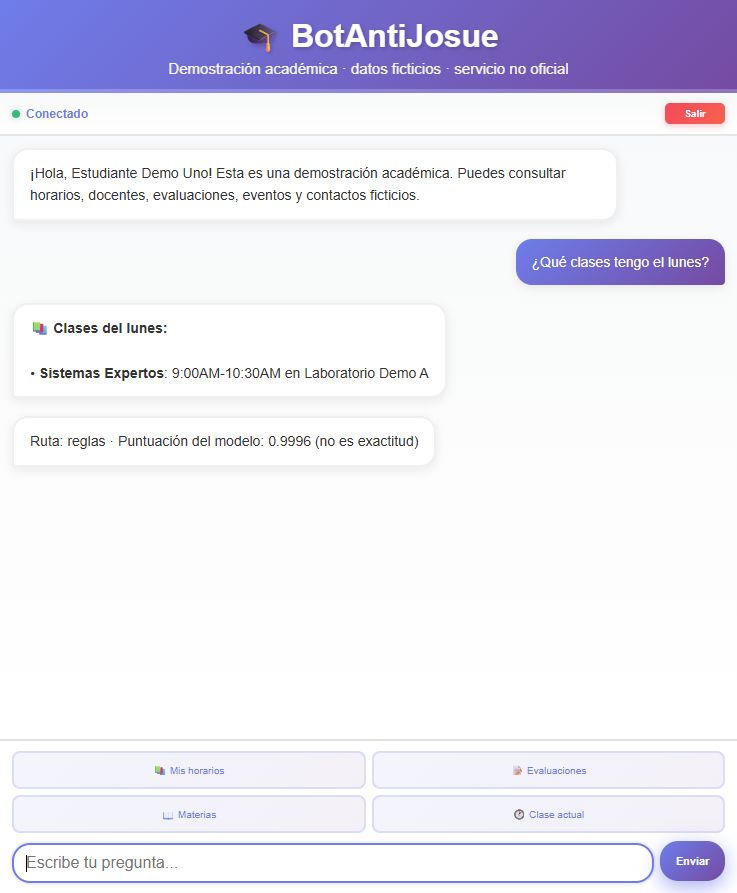 BotAntiJosue
Demostración académica · datos ficticios · servicio no oficial
Conectado
Salir
¡Hola, Estudiante Demo Uno! Esta es una demostración académica. Puedes consultar
horarios, docentes, evaluaciones, eventos y contactos ficticios.
¿Qué clases tengo el lunes?
Clases del lunes:
• Sistemas Expertos: 9:00AM-10:30AM en Laboratorio Demo A
Ruta: reglas · Puntuación del modelo: 0.9996 (no es exactitud)
Mis horarios
Evaluaciones
Materias
Clase actual
Escribe tu pregunta...
Enviar